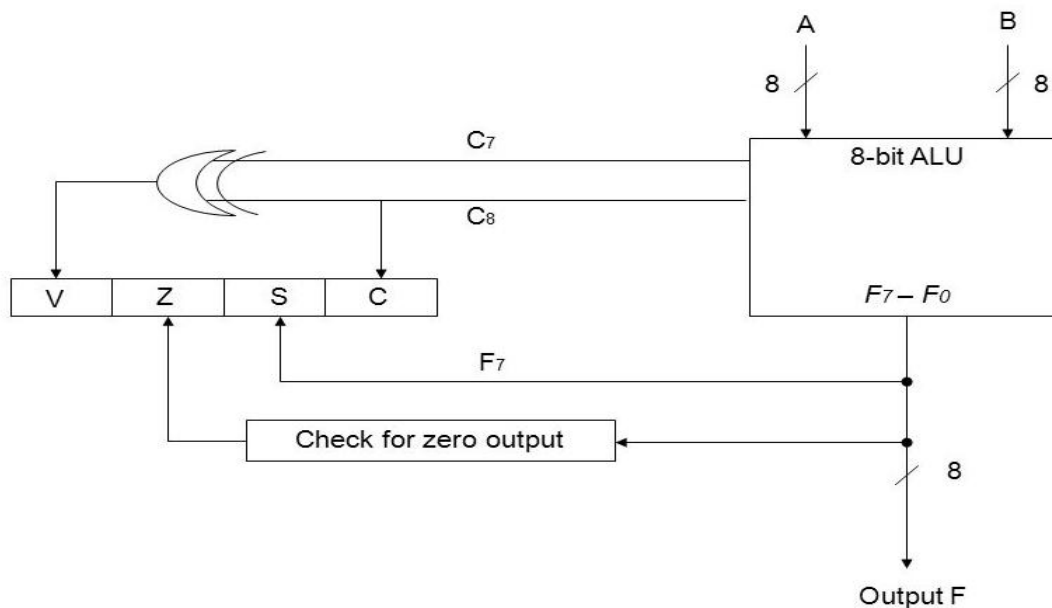 A B
8 8
C7
8-bit ALU
C8
V Z S C
F7 – F0
F7
Check for zero output
8
Output F